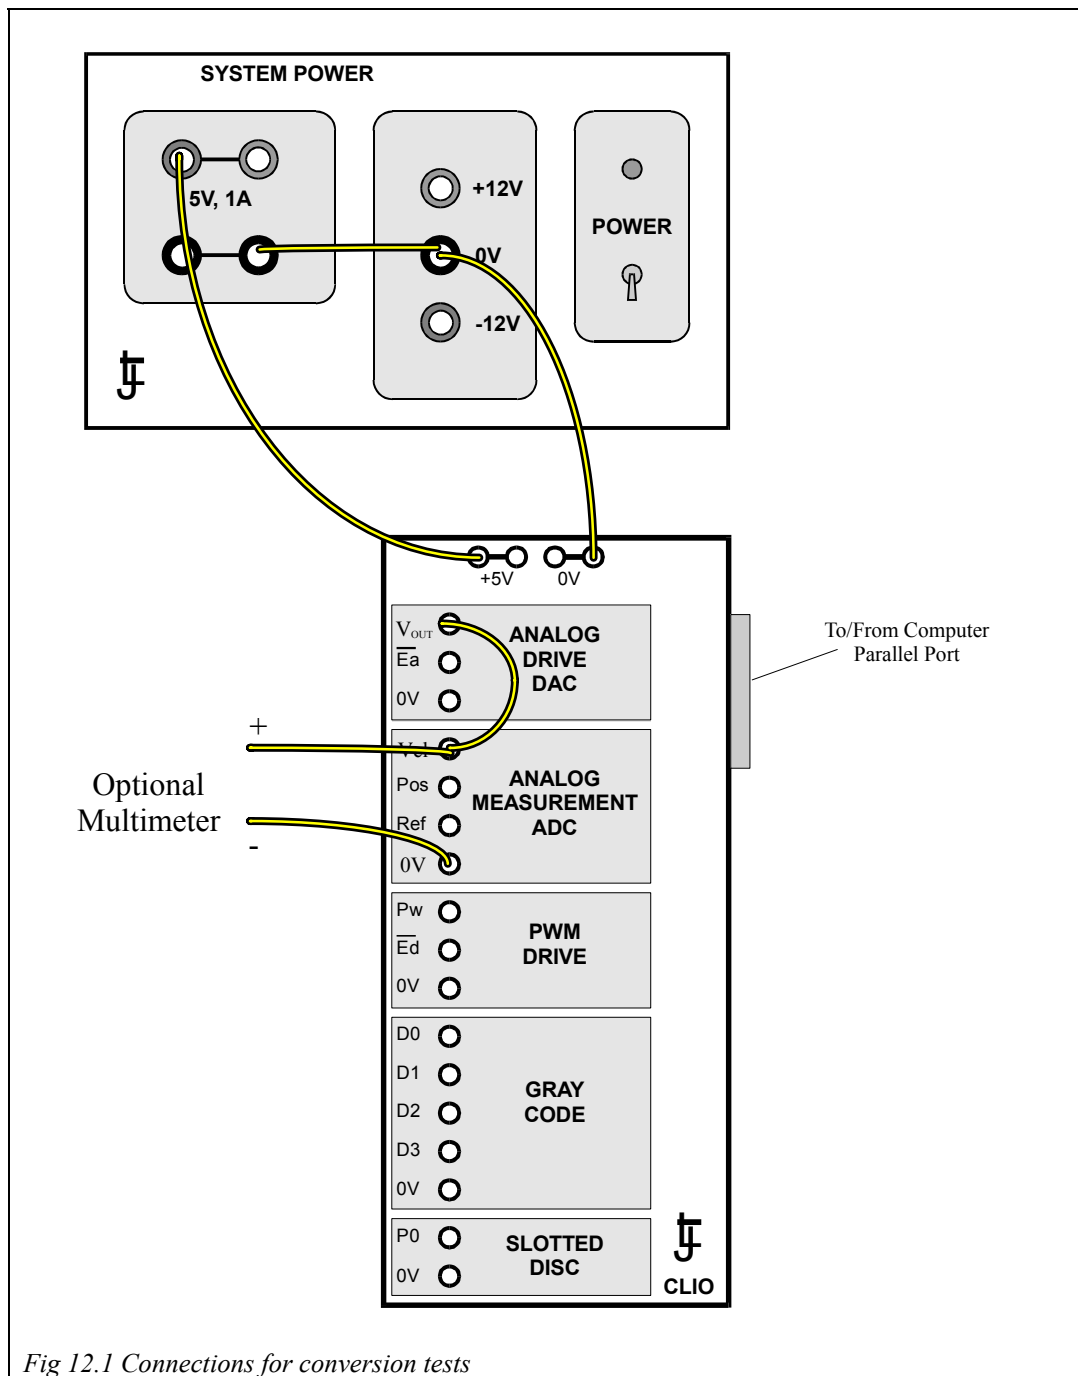 SYSTEM POWER
5V, 1A
+12V
0V
-12V
POWER
+5V
0V
VOUT
Ea
0V
ANALOG
DRIVE
DAC
To/From Computer
Parallel Port
+
Optional
Multimeter
-
Vel
Pos
Ref
0V
ANALOG
MEASUREMENT
ADC
Pw
Ed
0V
PWM
DRIVE
D0
D1
D2
D3
0V
GRAY
CODE
P0
0V
SLOTTED
DISC
CLIO
Fig 12.1 Connections for conversion tests